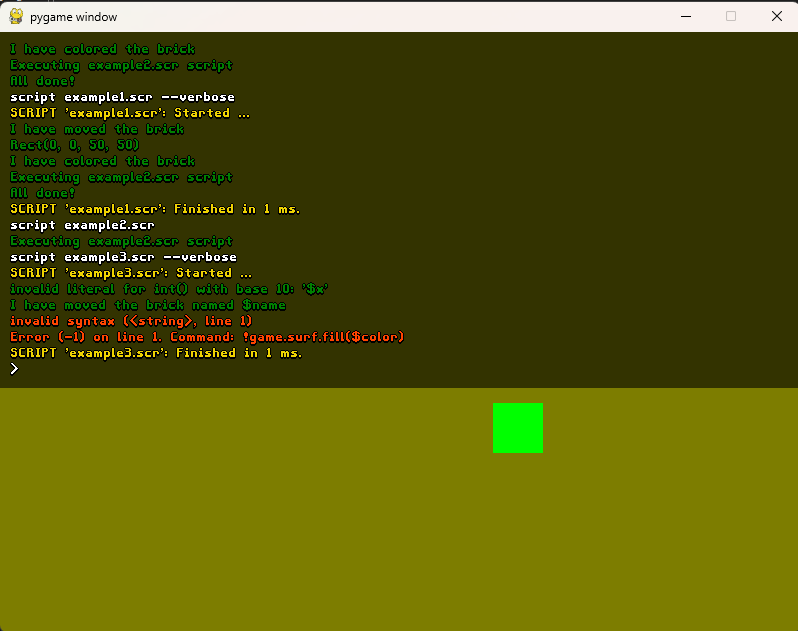 pygame window
I have colored the brick
Executing example2.scr script
All done!
script example1.scr --verbose
SCRIPT 'example1.scr': Started ...
I have moved the brick
Rect(0, 0, 50, 50)
I have colored the brick
Executing example2.scr script
All done!
SCRIPT 'example1.scr': Finished in 1 ms.
script example2.scr
Executing example2.scr script
script example3.scr --verbose
SCRIPT 'example3.scr': Started ...
invalid literal for int() with base 10: '$x'
I have moved the brick named $name
invalid syntax (<string>, line 1)
Error (-1) on line 1. Command: !game.surf.fill($color)
SCRIPT 'example3.scr': Finished in 1 ms.
>